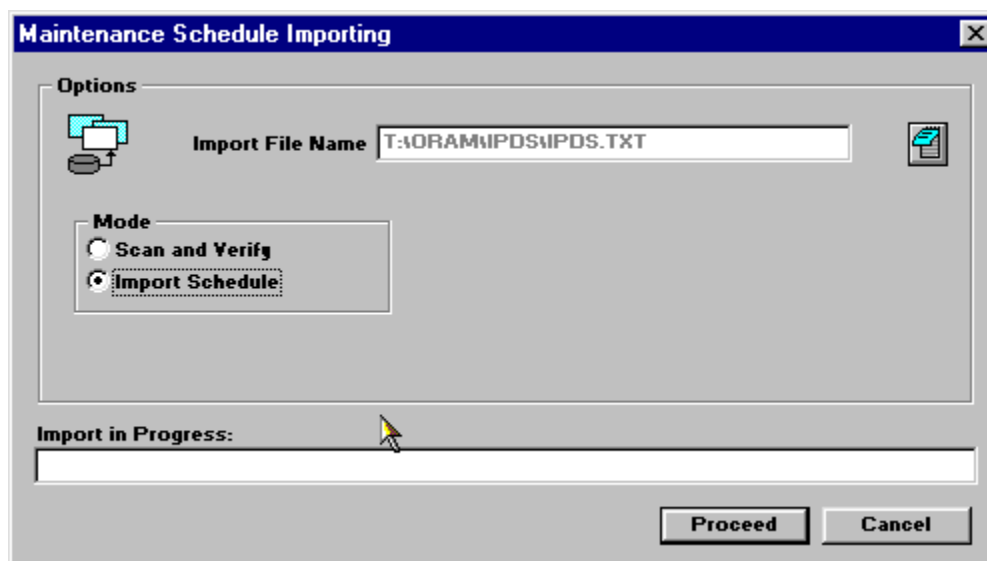 Maintenance Schedule Importing
Options
Import File Name T:\ORAM\IPDS\IPDS.TXT
Mode
Scan and Verify
Import Schedule
Import in Progress:
Proceed Cancel